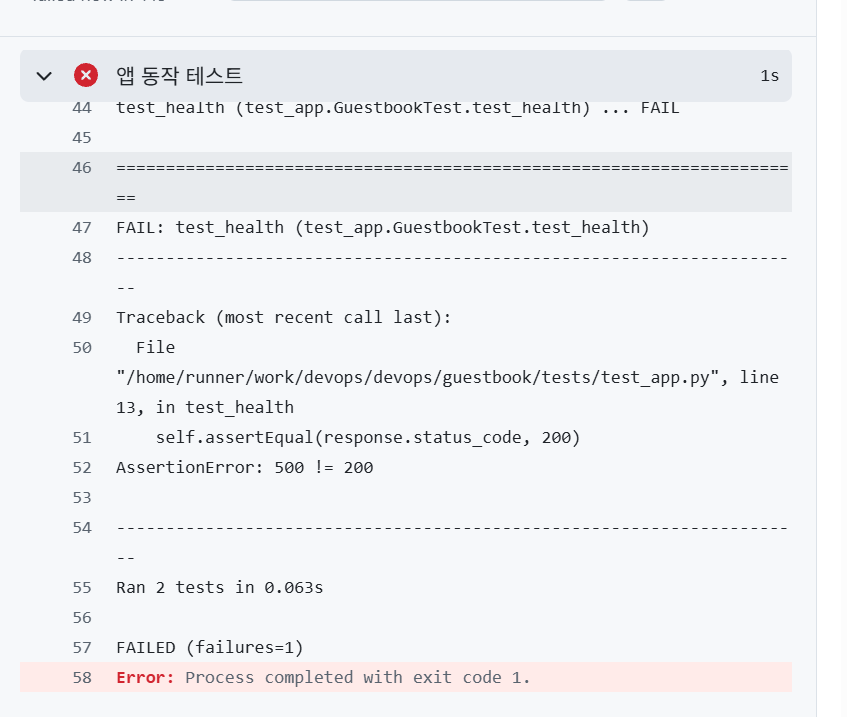 앱 동작 테스트 1s
44 test_health (test_app.GuestbookTest.test_health) ... FAIL
45
46 ====================================================================
==
47 FAIL: test_health (test_app.GuestbookTest.test_health)
48 --------------------------------------------------------------------
--
49 Traceback (most recent call last):
50 File
"/home/runner/work/devops/devops/guestbook/tests/test_app.py", line
13, in test_health
51 self.assertEqual(response.status_code, 200)
52 AssertionError: 500 != 200
53
54 --------------------------------------------------------------------
--
55 Ran 2 tests in 0.063s
56
57 FAILED (failures=1)
58 Error: Process completed with exit code 1.